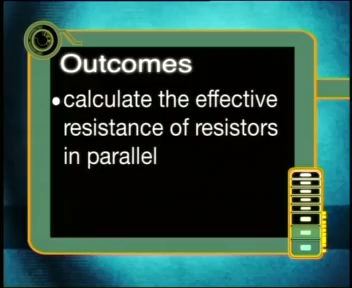 Outcomes
•calculate the effective
resistance of resistors
in parallel